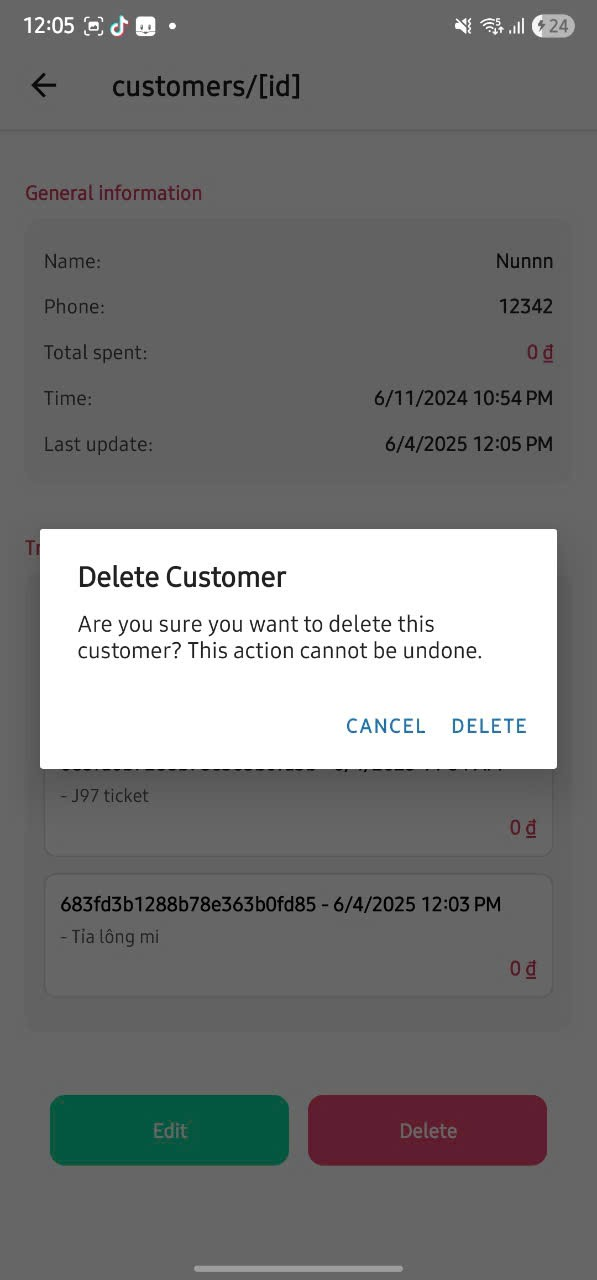 12:05
24
customers/[id]
General information
Name: Nunnn
Phone: 12342
Total spent: 0 ₫
Time: 6/11/2024 10:54 PM
Last update: 6/4/2025 12:05 PM
Tr
Delete Customer
Are you sure you want to delete this
customer? This action cannot be undone.
CANCEL DELETE
- J97 ticket
0 ₫
683fd3b1288b78e363b0fd85 - 6/4/2025 12:03 PM
- Tỉa lông mi
0 ₫
Edit Delete